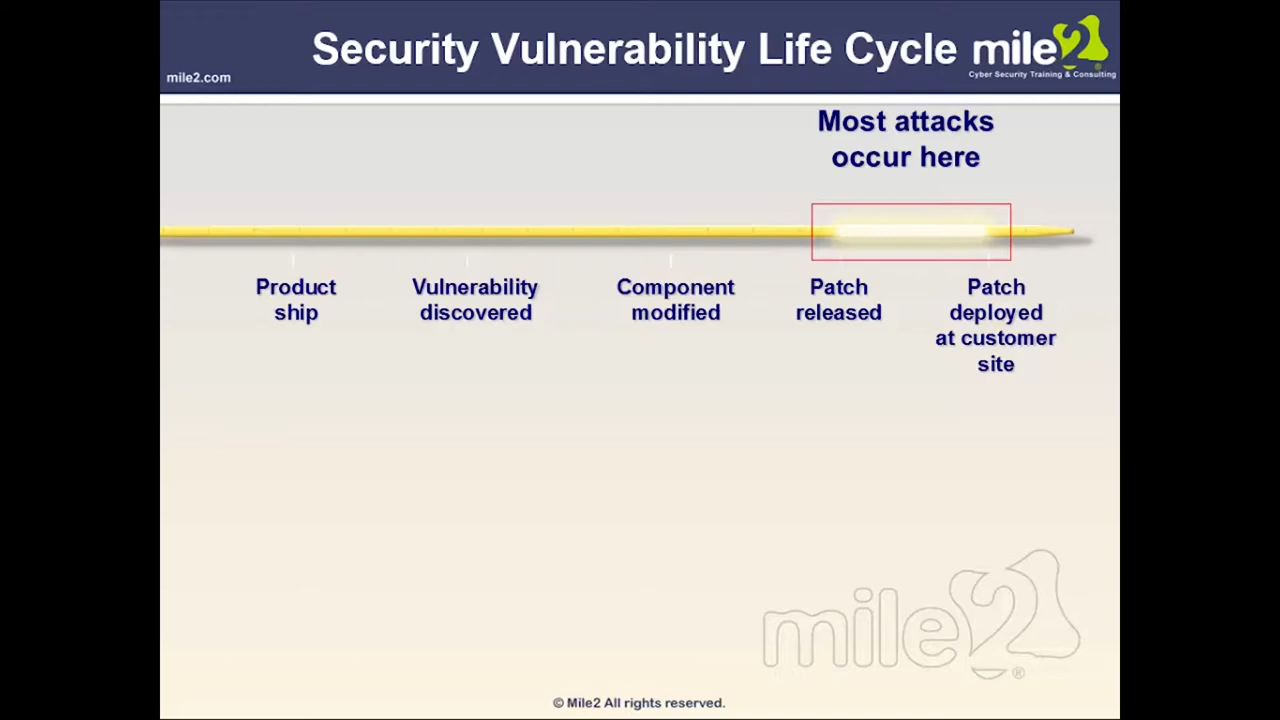 Security Vulnerability Life Cycle
mile2
mile2.com
Cyber Security Training & Consulting
Most attacks
occur here
Product
ship
Vulnerability
discovered
Component
modified
Patch
released
Patch
deployed
at customer
site
mile2
®
© Mile2 All rights reserved.